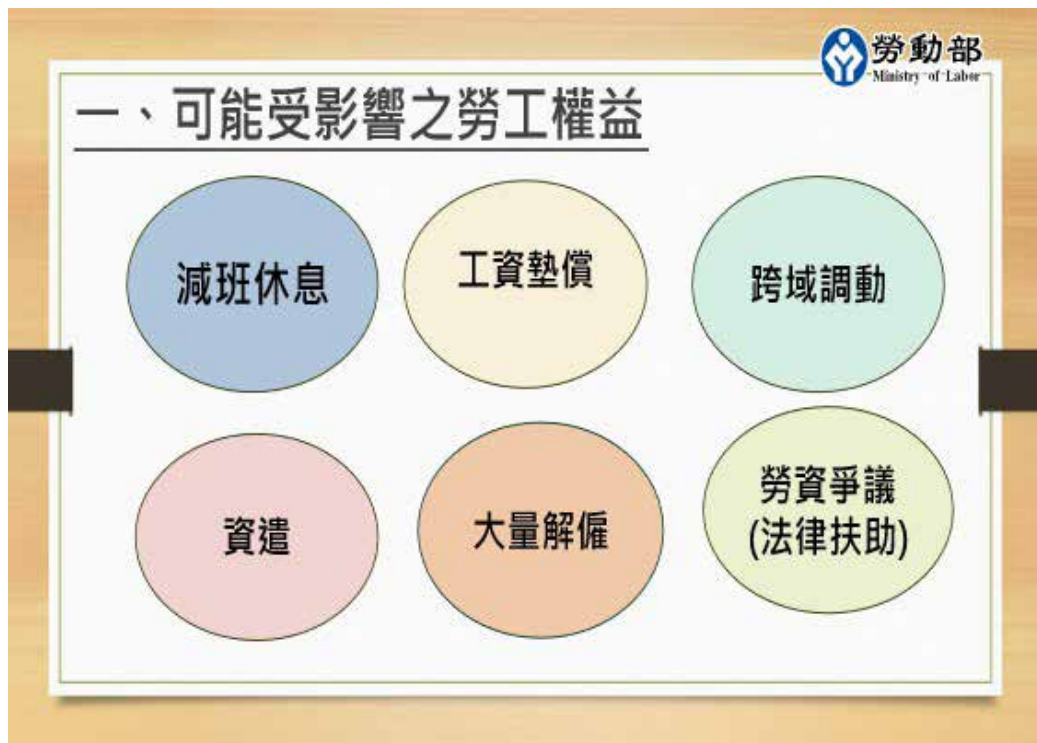 勞動部
Ministry of Labor
一、可能受影響之勞工權益
減班休息
工資墊償
跨域調動
資遣
大量解僱
勞資爭議
(法律扶助)